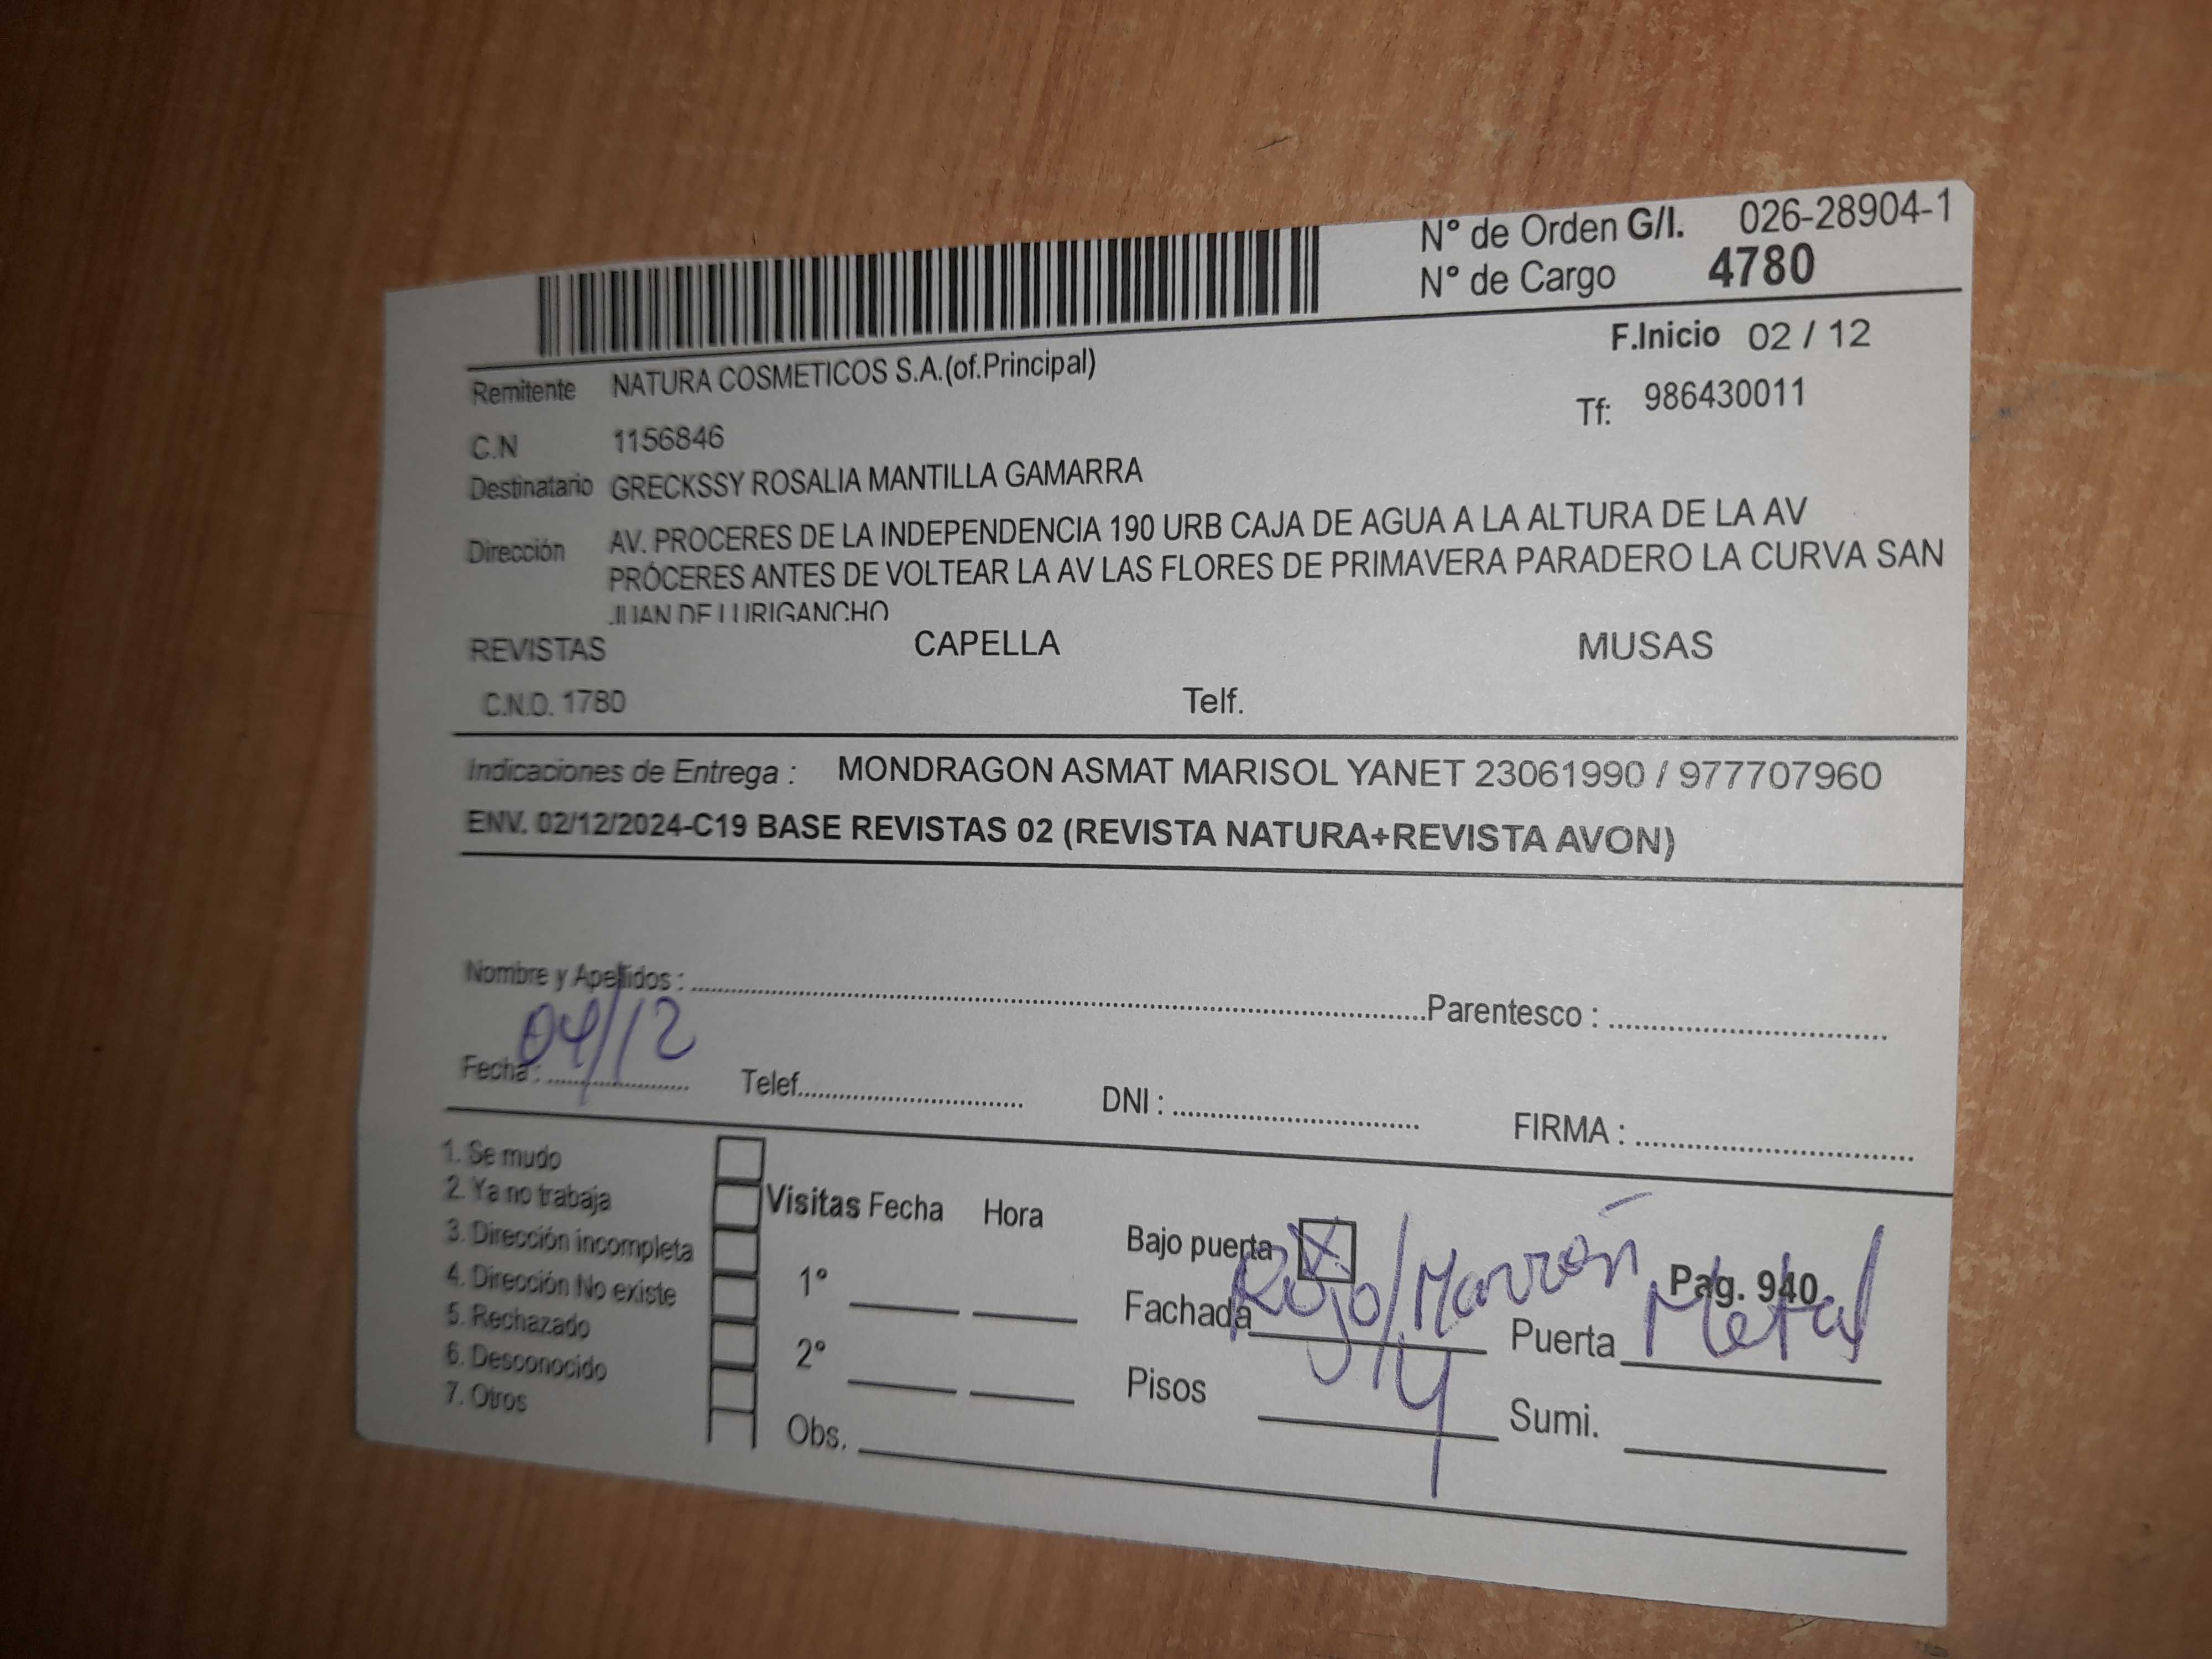 N° de Orden G/I. 026-28904-1
N° de Cargo 4780
F.Inicio 02 / 12
Remitente NATURA COSMETICOS S.A.(of.Principal)
Tf: 986430011
C.N 1156846
Destinatario GRECKSSY ROSALIA MANTILLA GAMARRA
Dirección AV. PROCERES DE LA INDEPENDENCIA 190 URB CAJA DE AGUA A LA ALTURA DE LA AV
PRÓCERES ANTES DE VOLTEAR LA AV LAS FLORES DE PRIMAVERA PARADERO LA CURVA SAN
JUAN DE LURIGANCHO
REVISTAS CAPELLA MUSAS
C.N.O. 1780 Telf.
Indicaciones de Entrega : MONDRAGON ASMAT MARISOL YANET 23061990 / 977707960
ENV. 02/12/2024-C19 BASE REVISTAS 02 (REVISTA NATURA+REVISTA AVON)
Nombre y Apellidos : Parentesco :
Fecha : 04/12 Telef. DNI : FIRMA :
1. Se mudo
2. Ya no trabaja
3. Dirección incompleta
4. Dirección No existe
5. Rechazado
6. Desconocido
7. Otros
Visitas Fecha Hora
1°
2°
Obs.
Bajo puerta X
Pag. 940
Fachada Rojo/Marrón Puerta Metal
Pisos 4 Sumi.